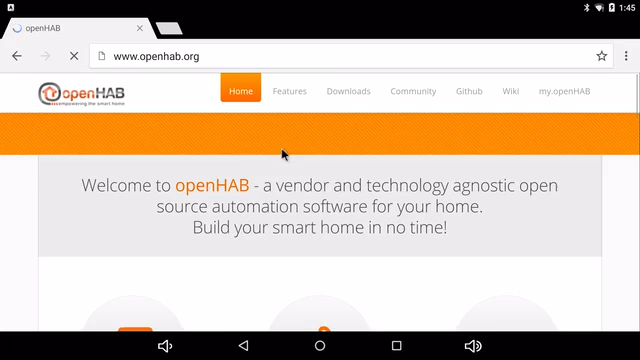 1:45
openHAB
www.openhab.org
openHAB
empowering the smart home
Home Features Downloads Community Github Wiki my.openHAB
Welcome to openHAB - a vendor and technology agnostic open
source automation software for your home.
Build your smart home in no time!